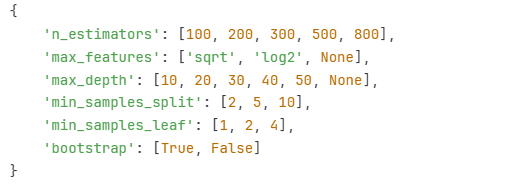 {
    'n_estimators': [100, 200, 300, 500, 800],
    'max_features': ['sqrt', 'log2', None],
    'max_depth': [10, 20, 30, 40, 50, None],
    'min_samples_split': [2, 5, 10],
    'min_samples_leaf': [1, 2, 4],
    'bootstrap': [True, False]
}